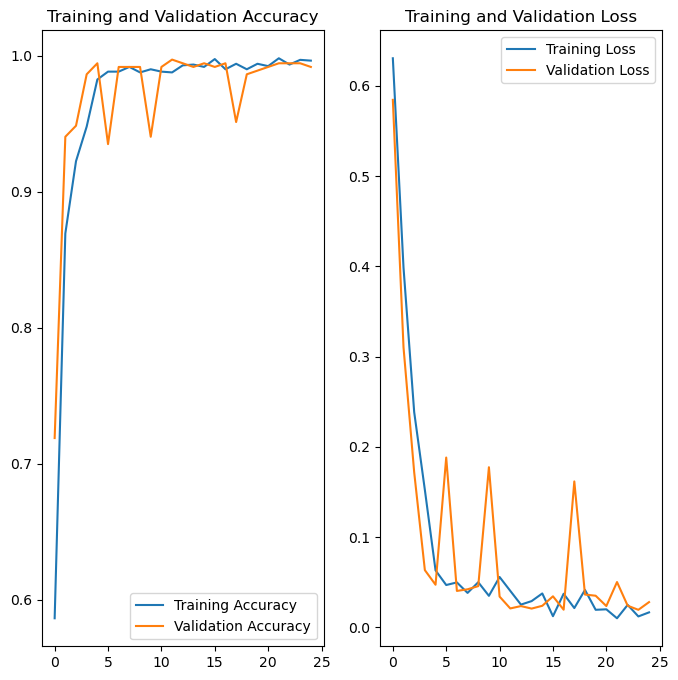 Training and Validation Accuracy
1.0
0.9
0.8
0.7
0.6
0 5 10 15 20 25
Training Accuracy
Validation Accuracy
Training and Validation Loss
0.6
0.5
0.4
0.3
0.2
0.1
0.0
0 5 10 15 20 25
Training Loss
Validation Loss